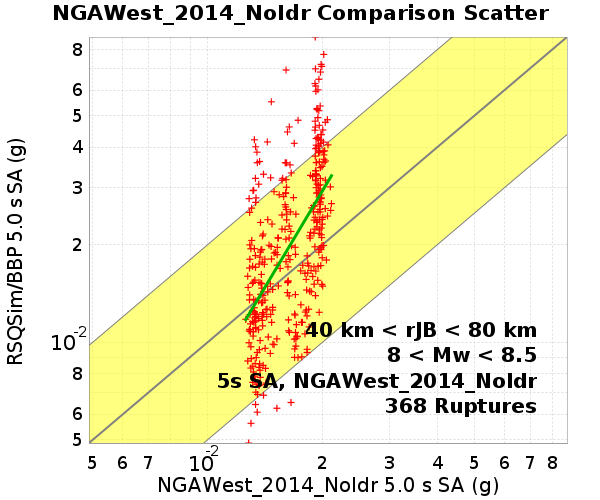 NGAWest_2014_NoIdr Comparison Scatter
RSQSim/BBP 5.0 s SA (g)
8
6
5
4
3
2
10-2
8
7
6
5
40 km < rJB < 80 km
8 < Mw < 8.5
5s SA, NGAWest_2014_NoIdr
368 Ruptures
5 6 7 10-2 2 3 4 5 6 7 8
NGAWest_2014_NoIdr 5.0 s SA (g)